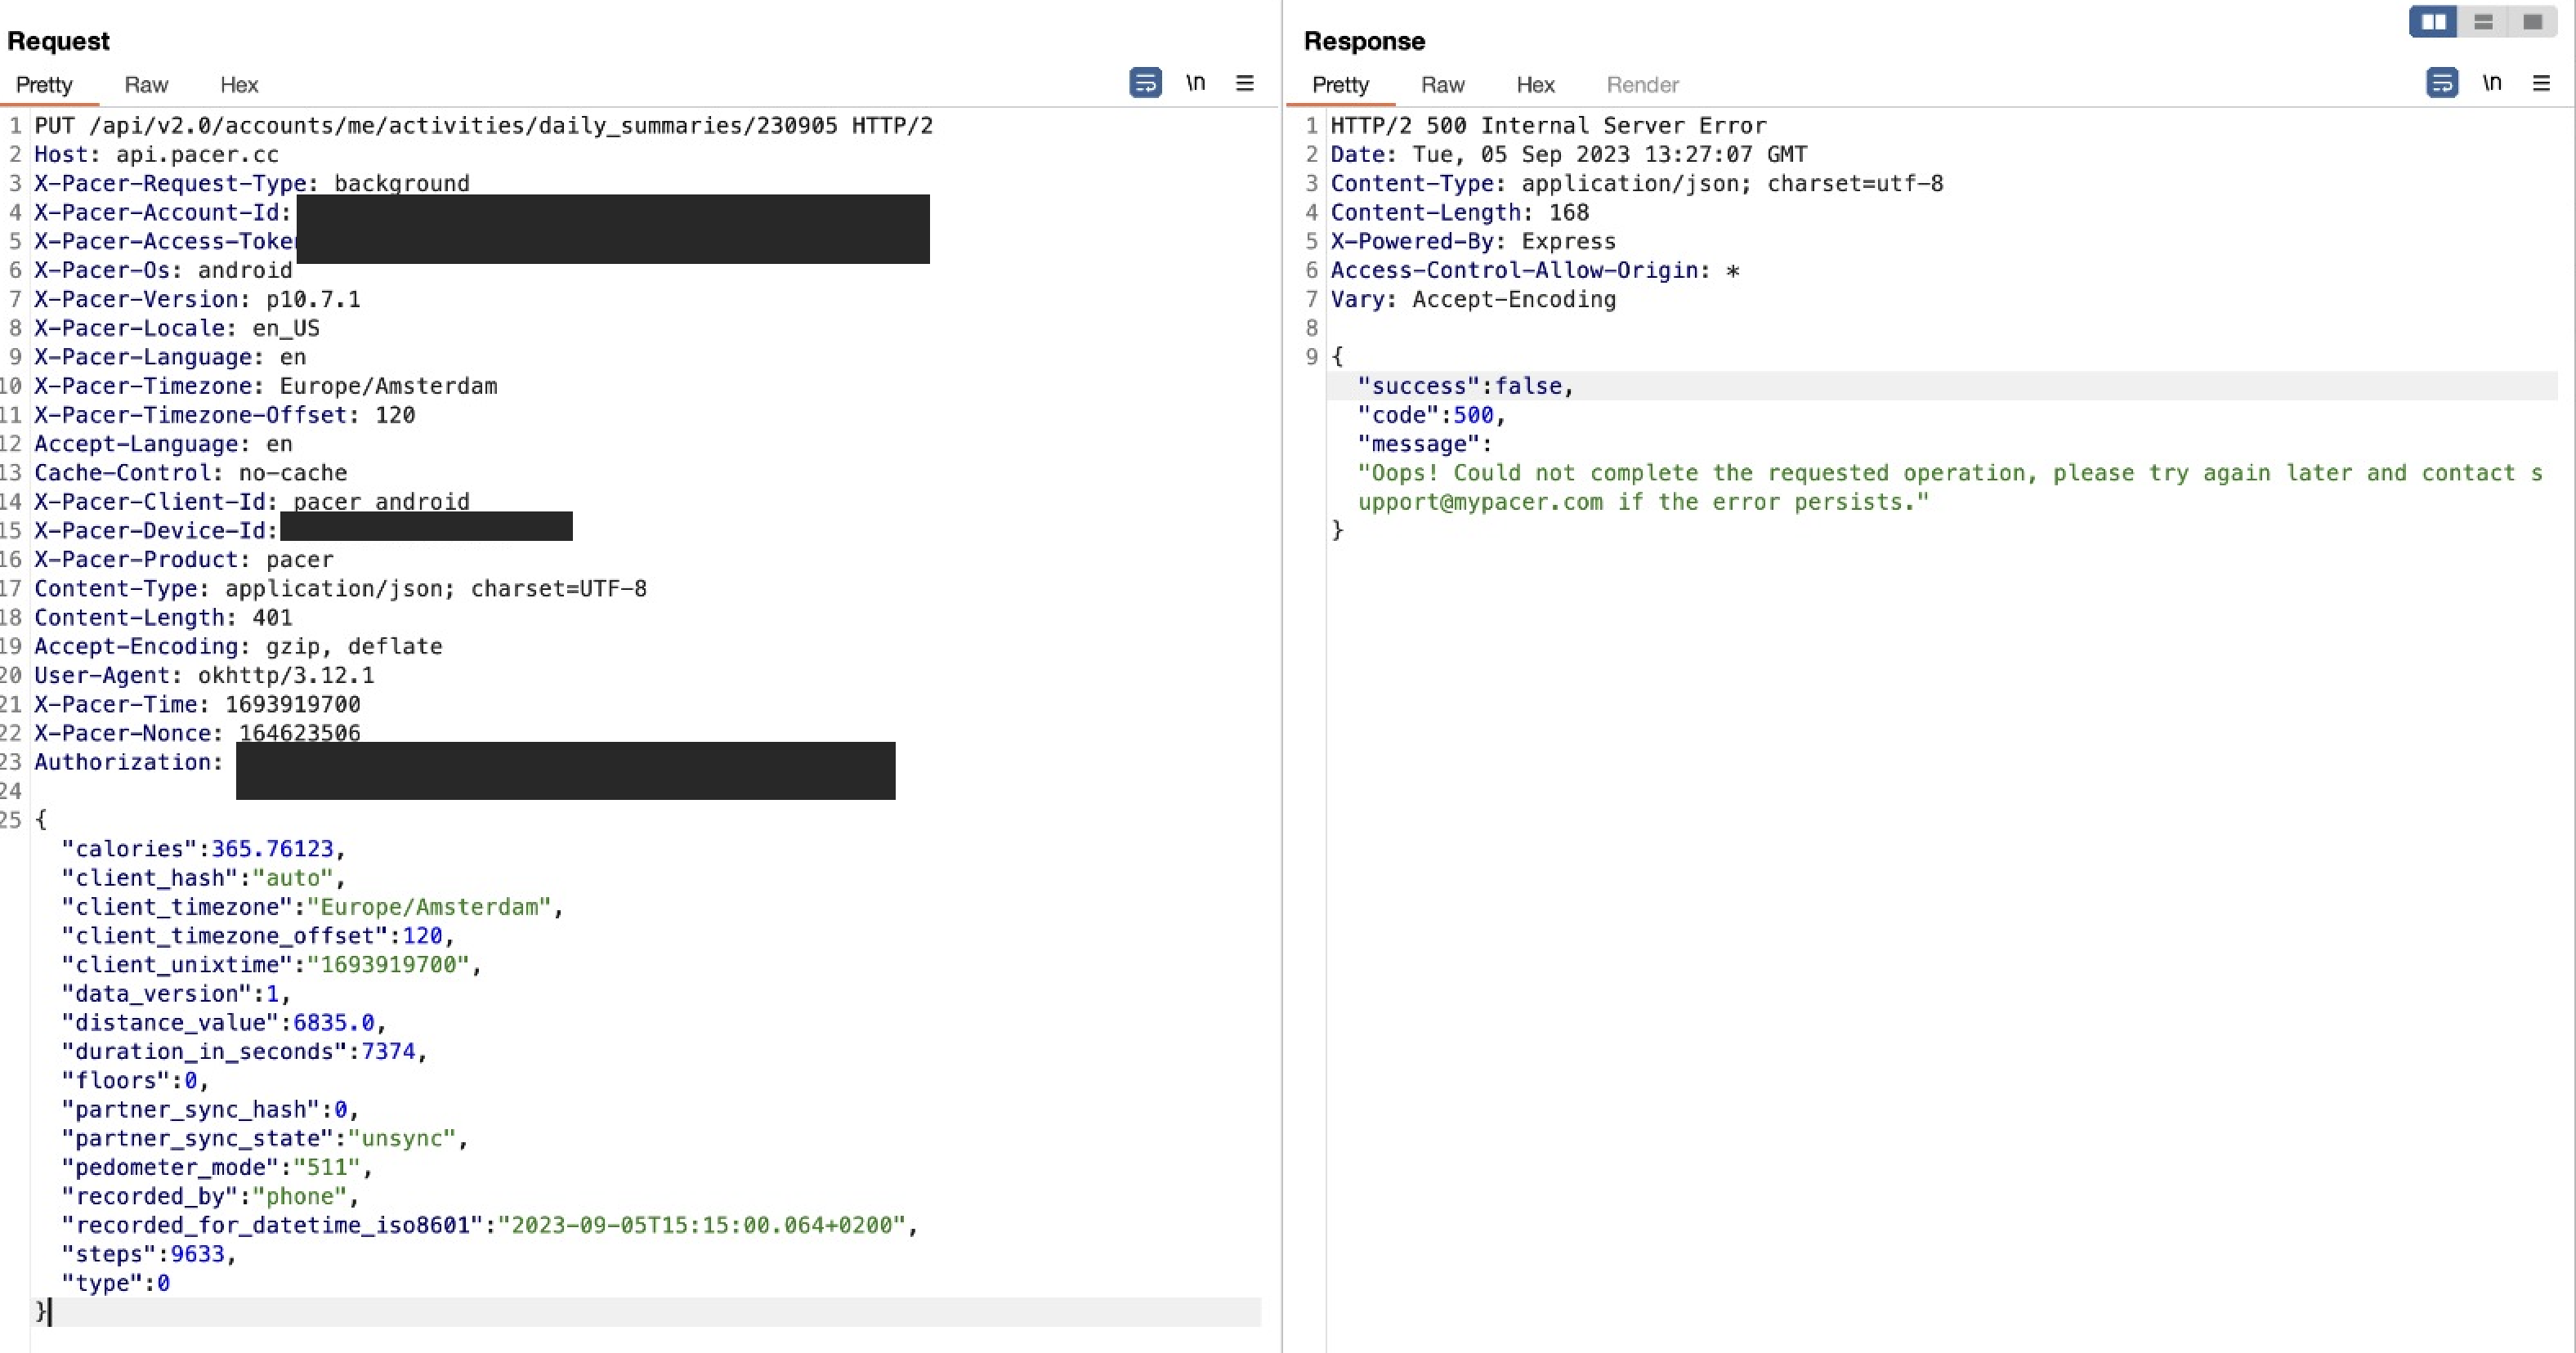 Request
Pretty Raw Hex \n
1 PUT /api/v2.0/accounts/me/activities/daily_summaries/230905 HTTP/2
2 Host: api.pacer.cc
3 X-Pacer-Request-Type: background
4 X-Pacer-Account-Id:
5 X-Pacer-Access-Token
6 X-Pacer-Os: android
7 X-Pacer-Version: p10.7.1
8 X-Pacer-Locale: en_US
9 X-Pacer-Language: en
10 X-Pacer-Timezone: Europe/Amsterdam
11 X-Pacer-Timezone-Offset: 120
12 Accept-Language: en
13 Cache-Control: no-cache
14 X-Pacer-Client-Id: pacer_android
15 X-Pacer-Device-Id:
16 X-Pacer-Product: pacer
17 Content-Type: application/json; charset=UTF-8
18 Content-Length: 401
19 Accept-Encoding: gzip, deflate
20 User-Agent: okhttp/3.12.1
21 X-Pacer-Time: 1693919700
22 X-Pacer-Nonce: 164623506
23 Authorization:
24
25 {
"calories":365.76123,
"client_hash":"auto",
"client_timezone":"Europe/Amsterdam",
"client_timezone_offset":120,
"client_unixtime":"1693919700",
"data_version":1,
"distance_value":6835.0,
"duration_in_seconds":7374,
"floors":0,
"partner_sync_hash":0,
"partner_sync_state":"unsync",
"pedometer_mode":"511",
"recorded_by":"phone",
"recorded_for_datetime_iso8601":"2023-09-05T15:15:00.064+0200",
"steps":9633,
"type":0
}
Response
Pretty Raw Hex Render \n
1 HTTP/2 500 Internal Server Error
2 Date: Tue, 05 Sep 2023 13:27:07 GMT
3 Content-Type: application/json; charset=utf-8
4 Content-Length: 168
5 X-Powered-By: Express
6 Access-Control-Allow-Origin: *
7 Vary: Accept-Encoding
8
9 {
"success":false,
"code":500,
"message":
"Oops! Could not complete the requested operation, please try again later and contact s
upport@mypacer.com if the error persists."
}